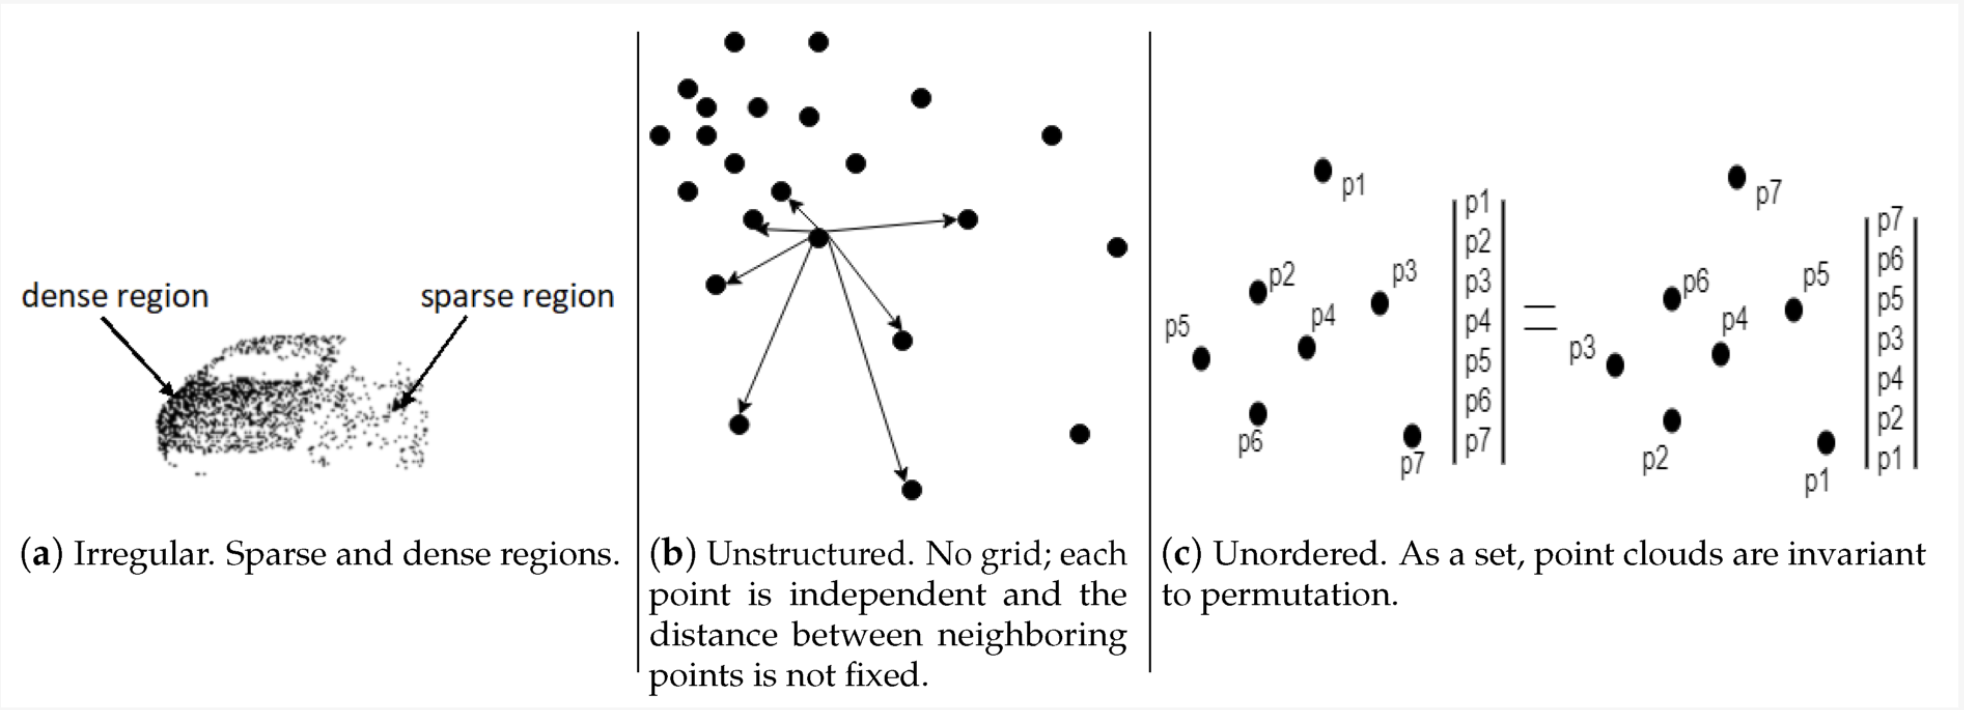 dense region
sparse region
(a) Irregular. Sparse and dense regions.
(b) Unstructured. No grid; each
point is independent and the
distance between neighboring
points is not fixed.
p1
p2
p3
p4
p5
p6
p7
p1
p2
p3
p4
p5
p6
p7
=
p7
p6
p5
p4
p3
p2
p1
p7
p6
p5
p3
p4
p2
p1
(c) Unordered. As a set, point clouds are invariant
to permutation.